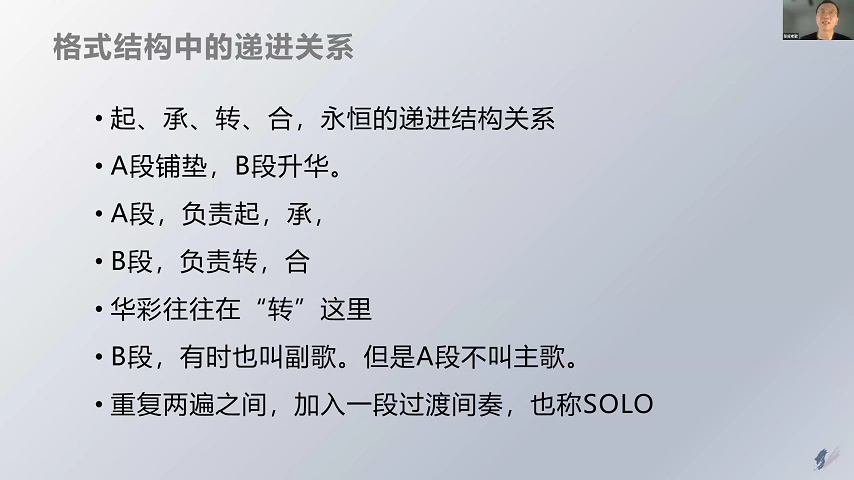 格式结构中的递进关系
• 起、承、转、合，永恒的递进结构关系
• A段铺垫，B段升华。
• A段，负责起，承，
• B段，负责转，合
• 华彩往往在“转”这里
• B段，有时也叫副歌。但是A段不叫主歌。
• 重复两遍之间，加入一段过渡间奏，也称SOLO